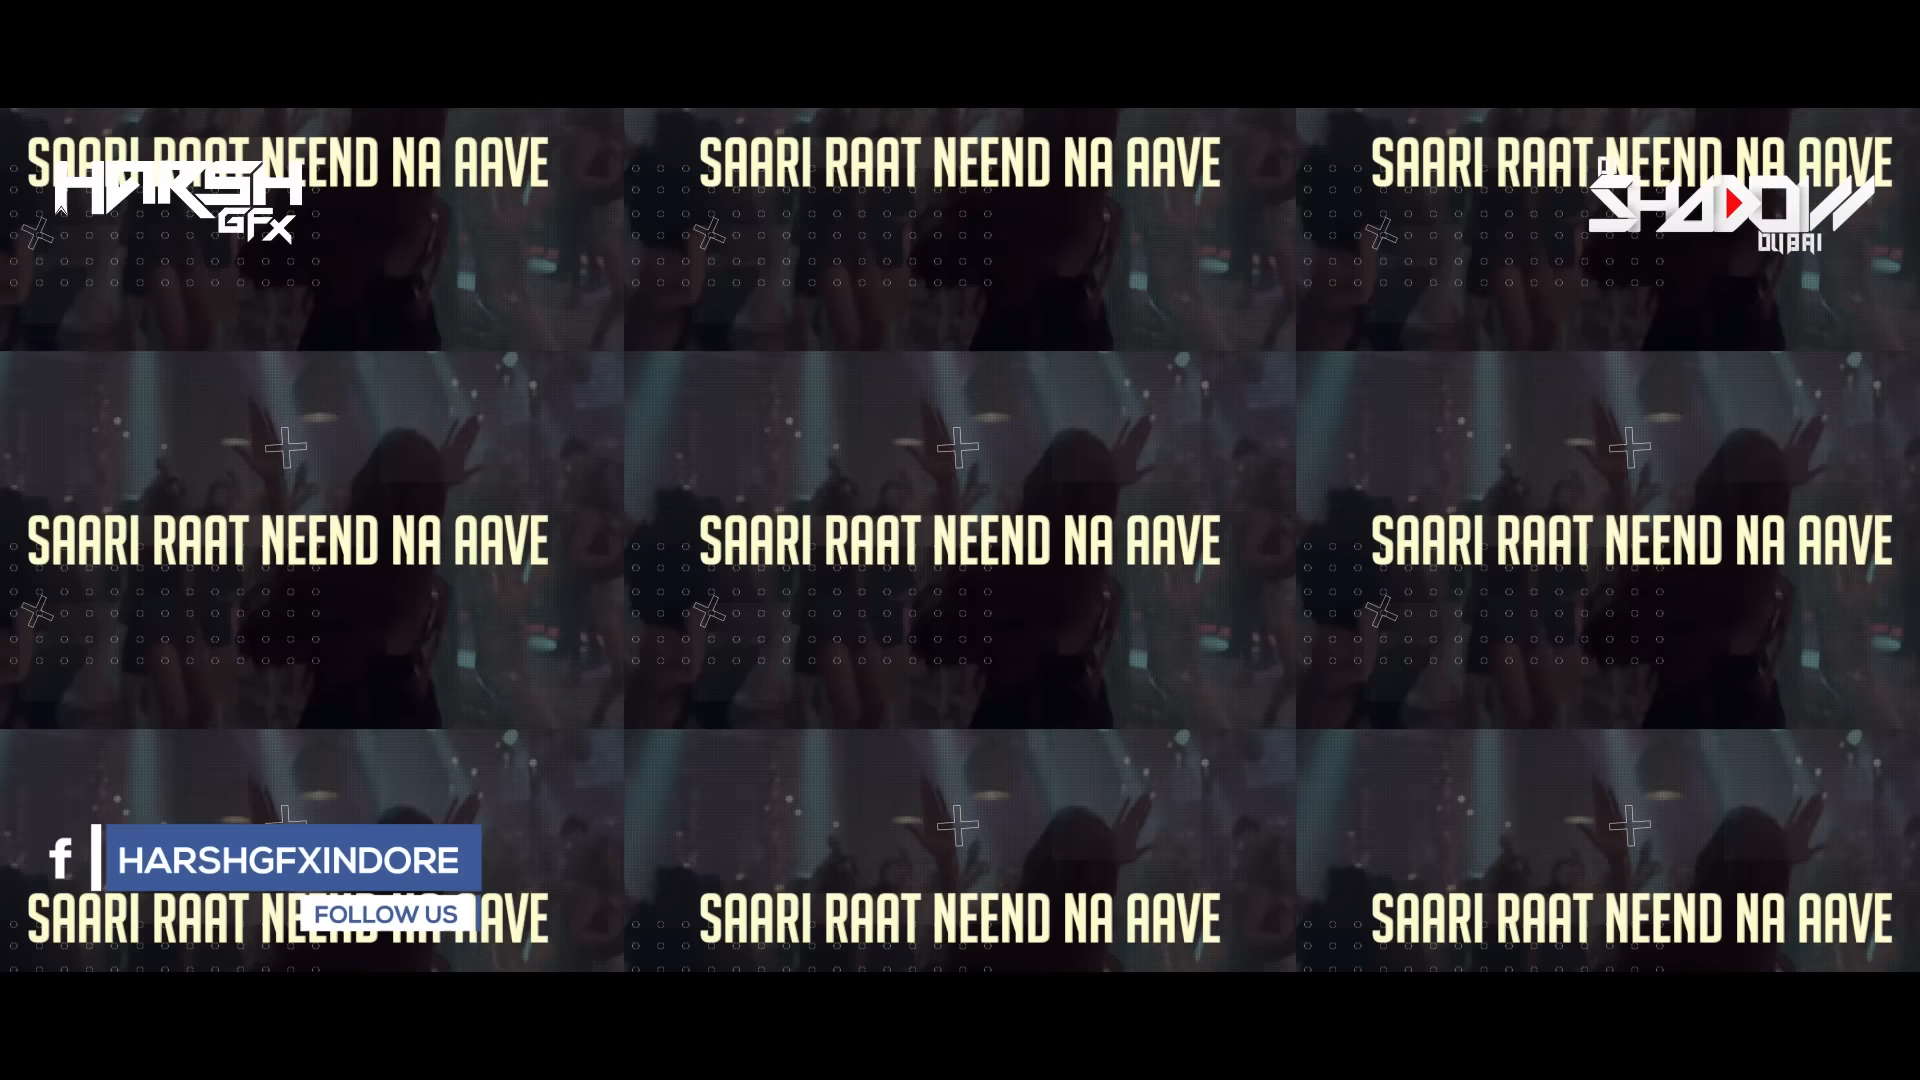 SAARI RAAT NEEND NA AAVE SAARI RAAT NEEND NA AAVE SAARI RAAT NEEND NA AAVE
HARSH
GFX
DJ
SHADOW
DUBAI
SAARI RAAT NEEND NA AAVE SAARI RAAT NEEND NA AAVE SAARI RAAT NEEND NA AAVE
f HARSHGFXINDORE
FOLLOW US
SAARI RAAT NEEND NA AAVE SAARI RAAT NEEND NA AAVE SAARI RAAT NEEND NA AAVE